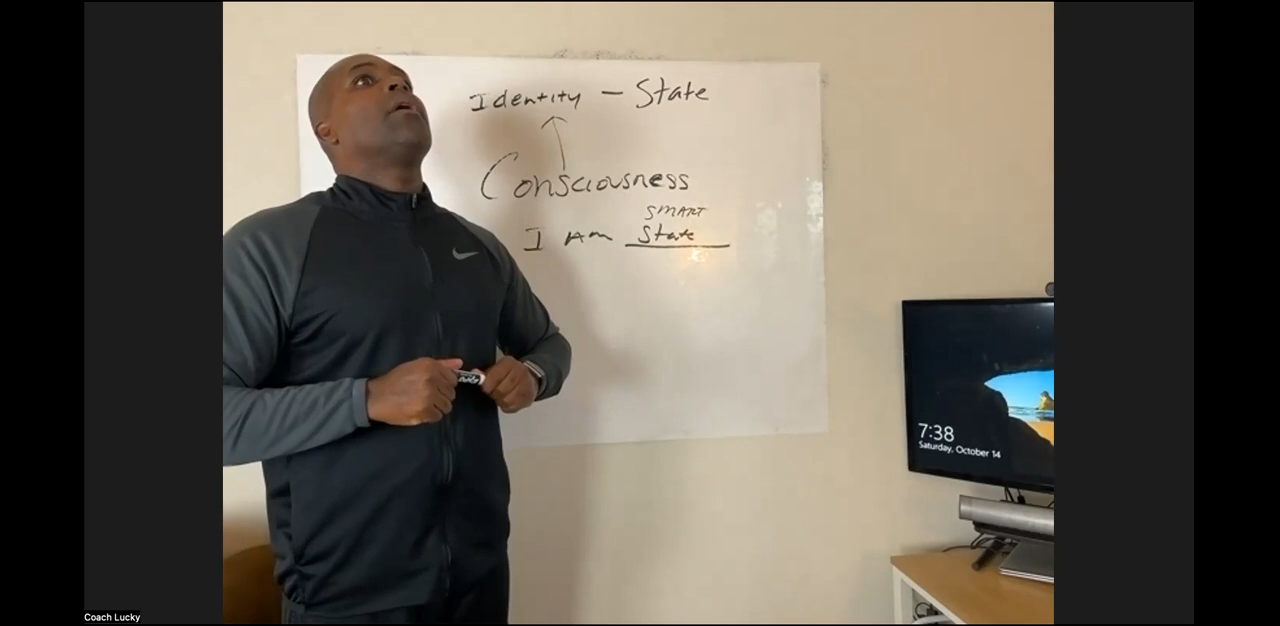 Identity – State
Consciousness
SMART
I Am State
7:38
Saturday, October 14
Coach Lucky